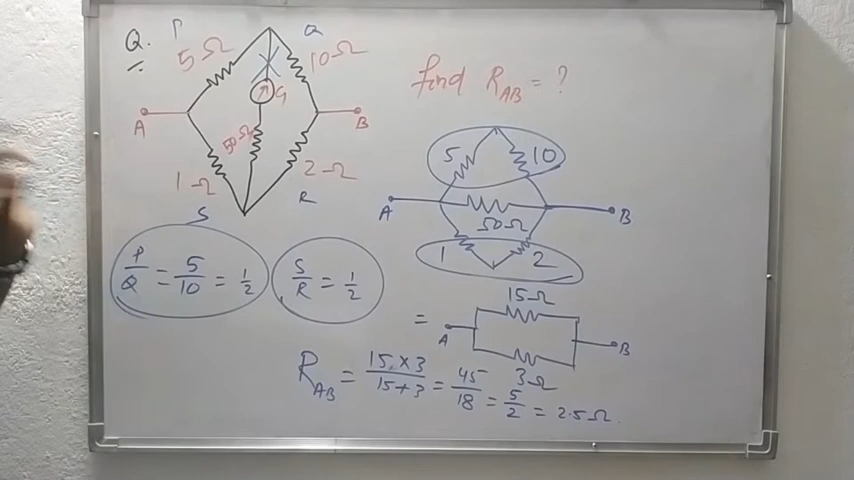 Q. P Q
5Ω 10Ω
G
A B
50Ω
1Ω 2Ω
S R
P/Q = 5/10 = 1/2
S/R = 1/2
find R_AB = ?
5 10
A B
50Ω
1 2
= 15Ω
A B
3Ω
R_AB = 15 × 3 / 15+3 = 45/18 = 5/2 = 2.5Ω.